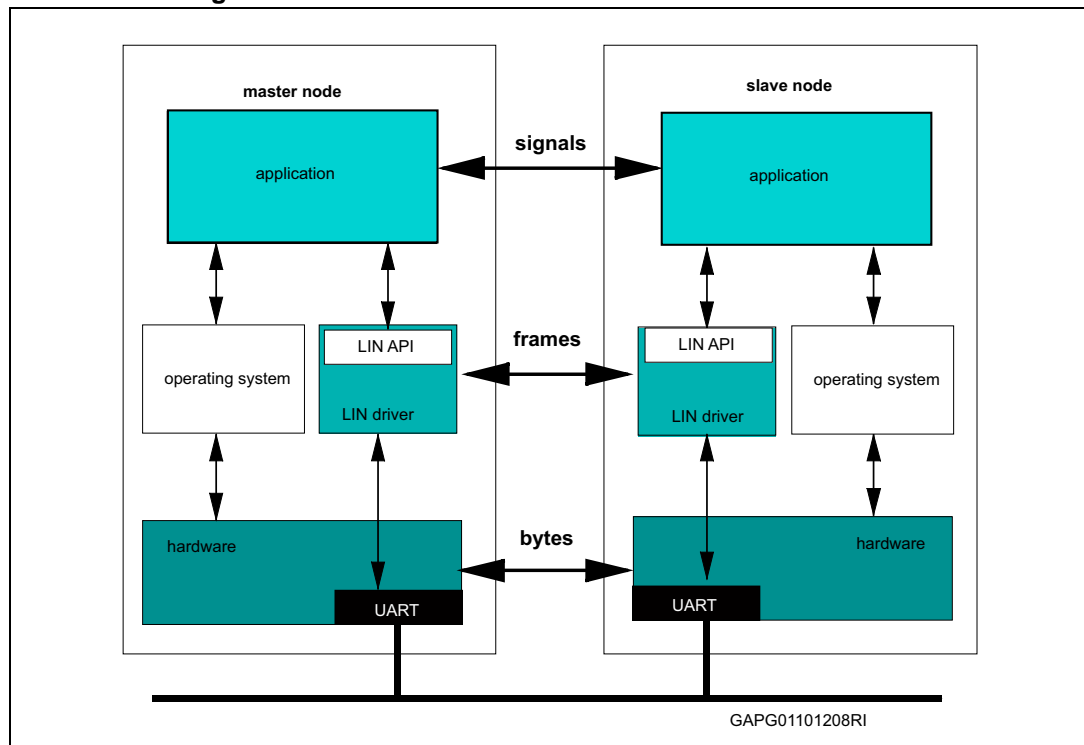 master node
slave node
signals
application
application
LIN API
frames
LIN API
operating system
LIN driver
LIN driver
operating system
hardware
bytes
hardware
UART
UART
GAPG01101208RI